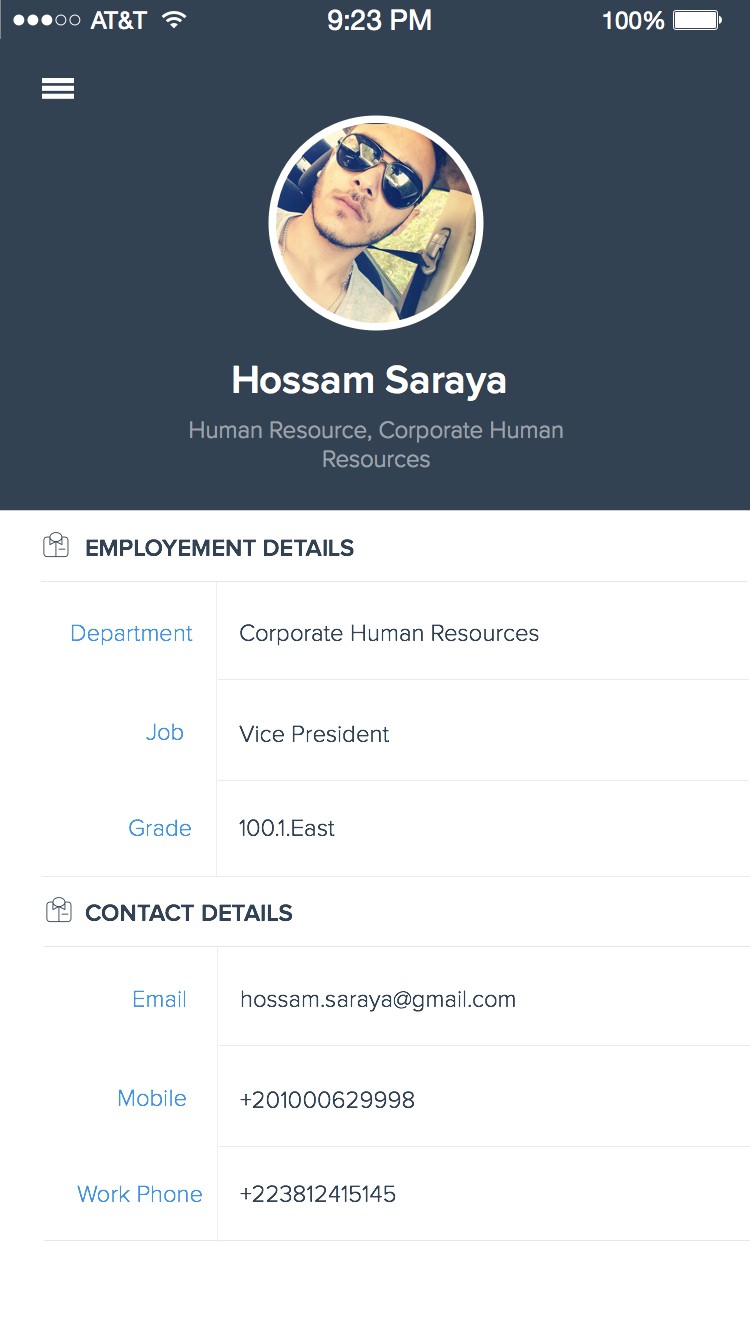 AT&T 9:23 PM 100%
Hossam Saraya
Human Resource, Corporate Human
Resources
EMPLOYEMENT DETAILS
Department Corporate Human Resources
Job Vice President
Grade 100.1.East
CONTACT DETAILS
Email hossam.saraya@gmail.com
Mobile +201000629998
Work Phone +223812415145